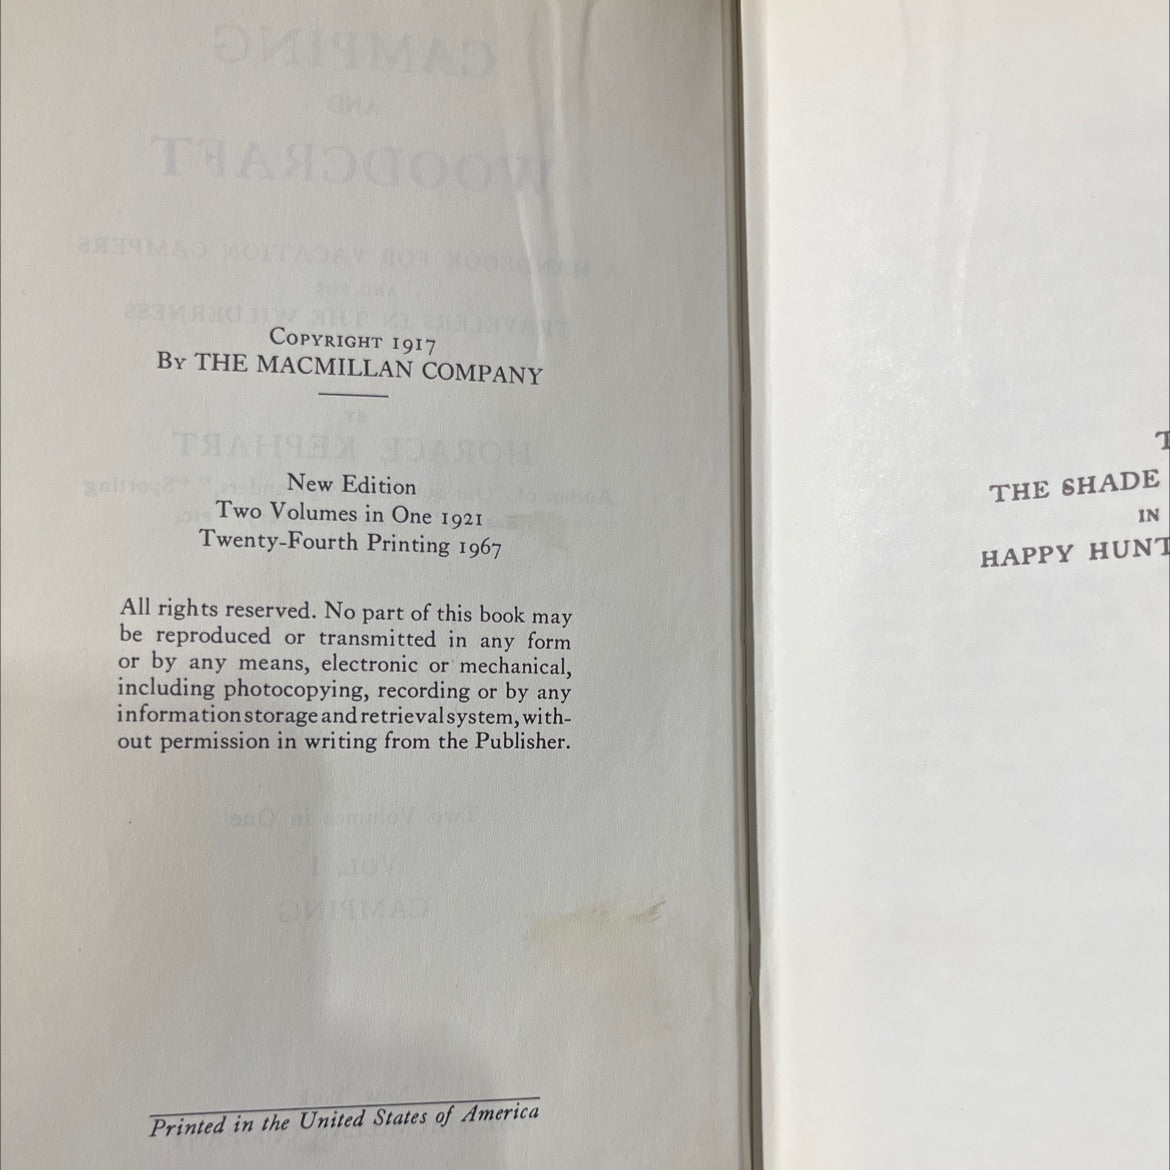 COPYRIGHT 1917
BY THE MACMILLAN COMPANY
New Edition
Two Volumes in One 1921
Twenty-Fourth Printing 1967
All rights reserved. No part of this book may
be reproduced or transmitted in any form
or by any means, electronic or mechanical,
including photocopying, recording or by any
information storage and retrieval system, with-
out permission in writing from the Publisher.
Printed in the United States of America
T
THE SHADE
IN
HAPPY HUNT